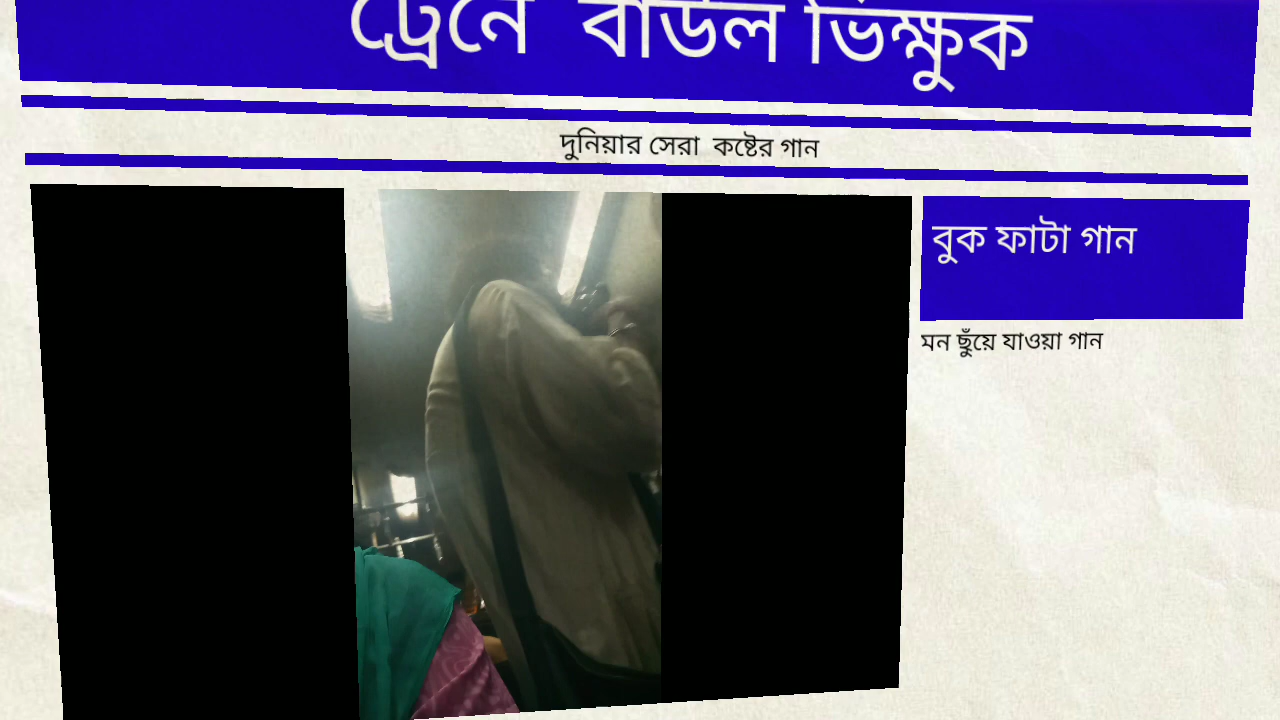 ট্রেনে বাউল ভিক্ষুক
দুনিয়ার সেরা কষ্টের গান
বুক ফাটা গান
মন ছুঁয়ে যাওয়া গান